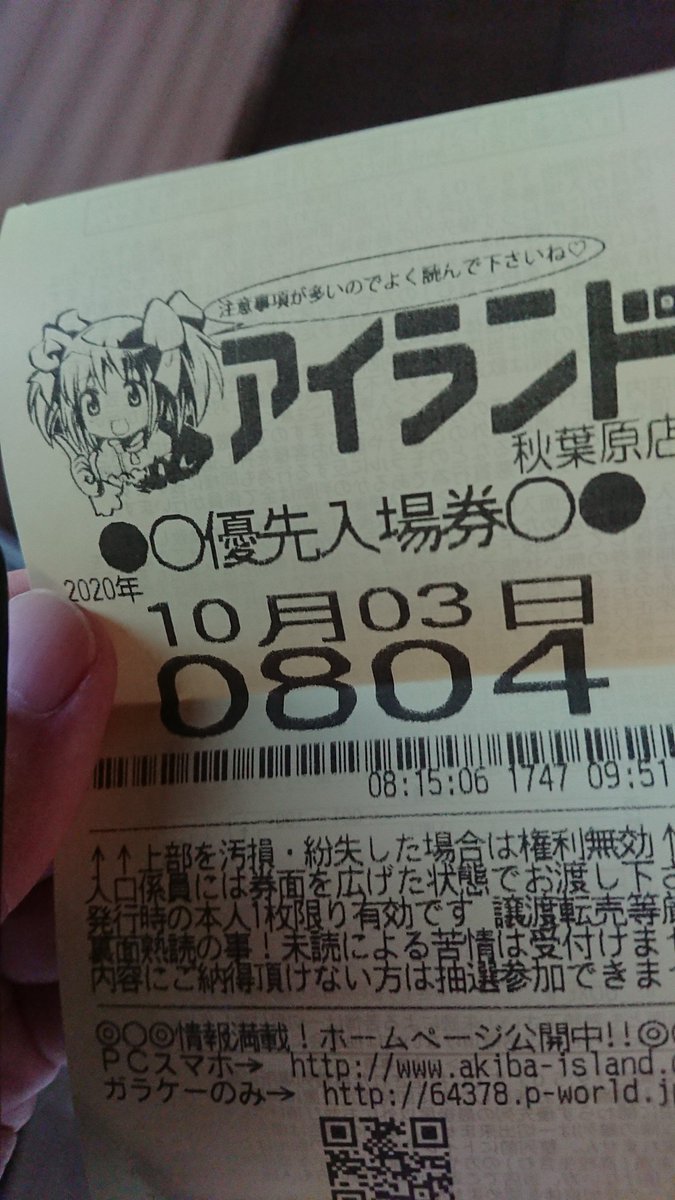 注意事項が多いのでよく読んで下さいね♡
アイランド
秋葉原店
●○優先入場券○●
2020年
10月03日
0804
08:15:06 1747 09:51
↑↑上部を汚損・紛失した場合は権利無効↑
入口係員には券面を広げた状態でお渡し下さ
発行時の本人1枚限り有効です 譲渡転売等厳
裏面熟読の事！未読による苦情は受付けませ
内容にご納得頂けない方は抽選参加できませ
◎○◎情報満載！ホームページ公開中!!◎
PCスマホ→ http://www.akiba-island.
ガラケーのみ→ http://64378.p-world.j